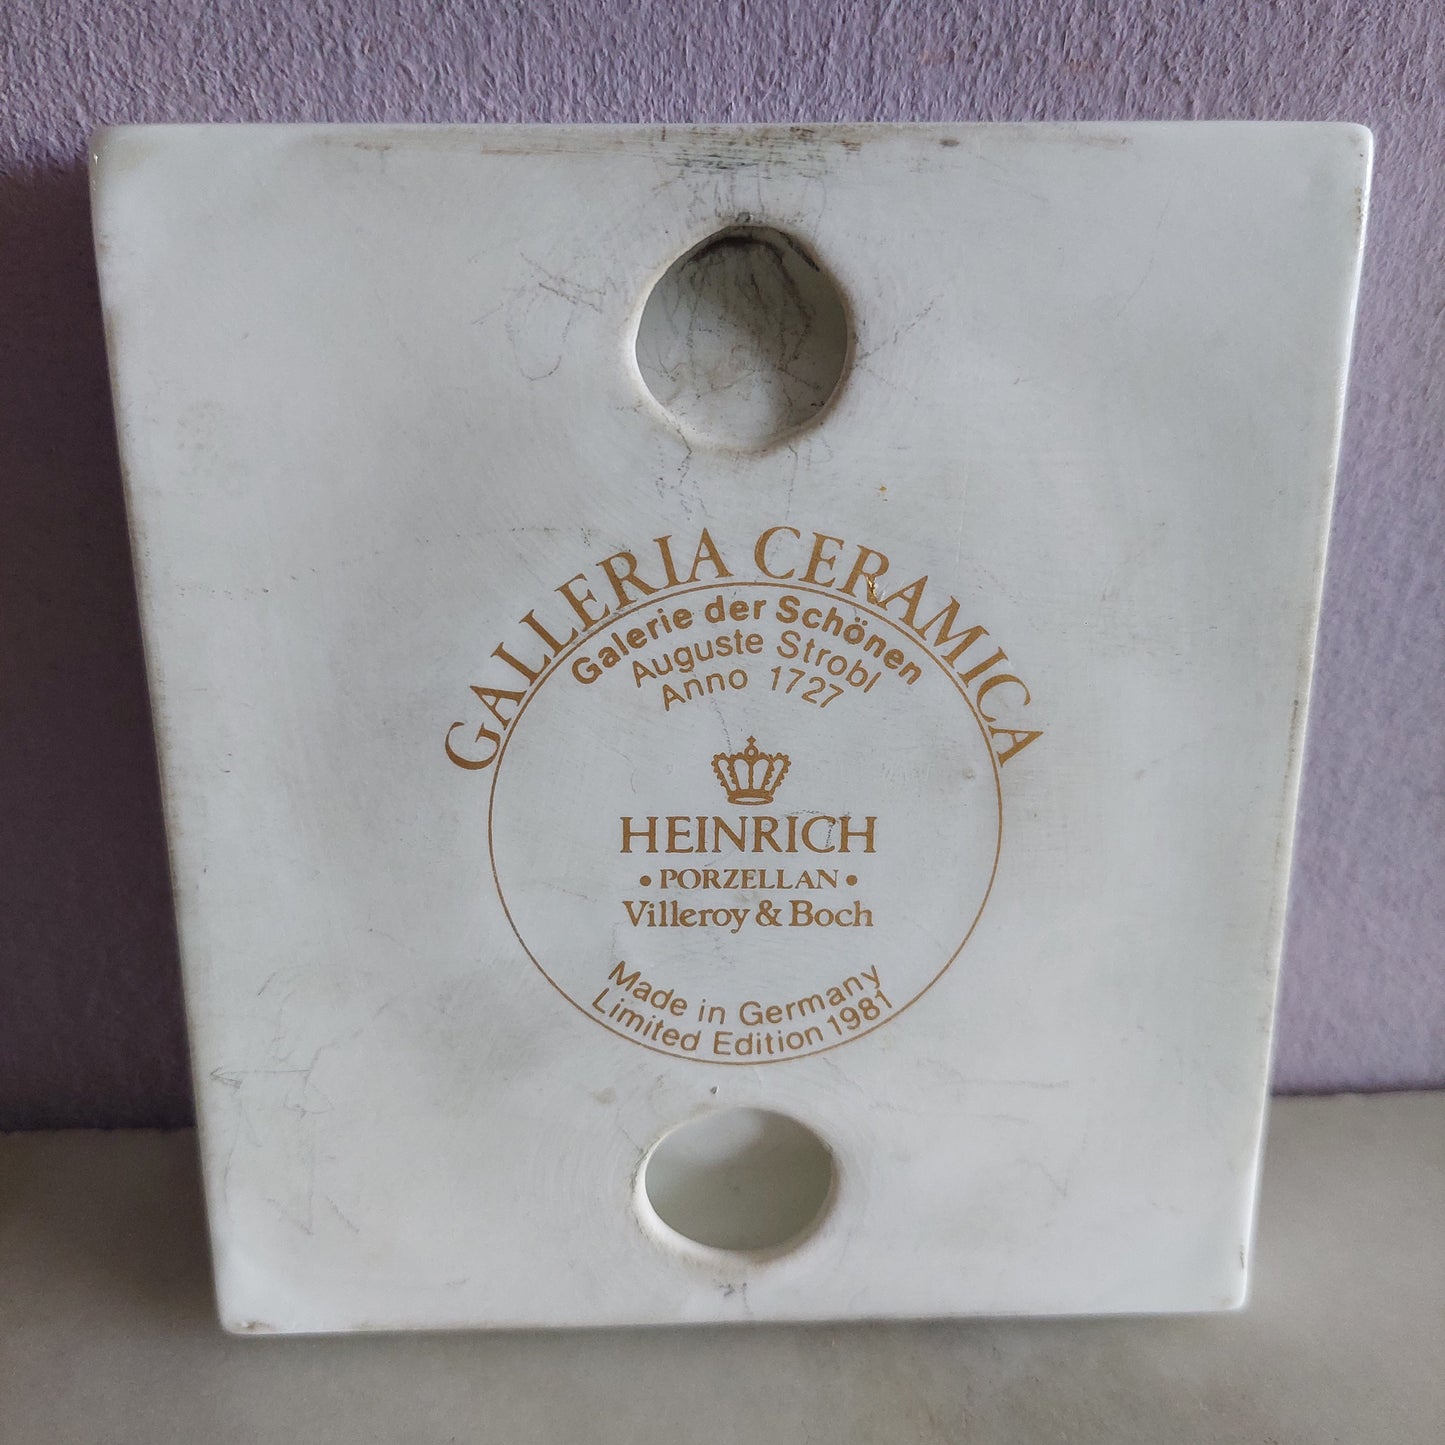 GALLERIA CERAMICA
Galerie der Schönen
Auguste Strobl
Anno 1727
HEINRICH
• PORZELLAN •
Villeroy & Boch
Made in Germany
Limited Edition 1981